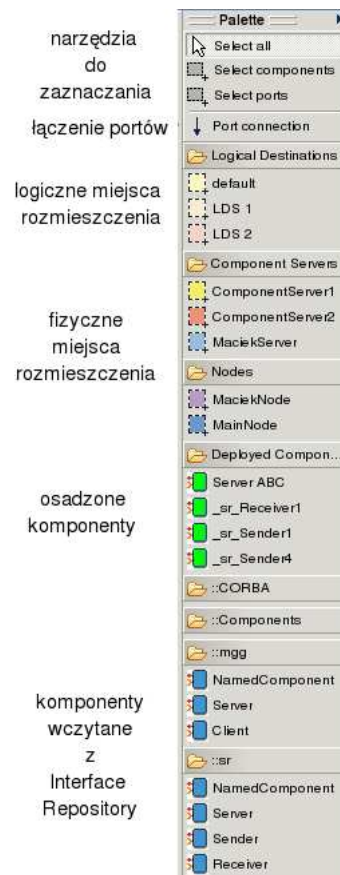 Palette
narzędzia
do
zaznaczania
Select all
Select components
Select ports
łączenie portów
Port connection
Logical Destinations
logiczne miejsca
rozmieszczenia
default
LDS 1
LDS 2
Component Servers
fizyczne
miejsca
rozmieszczenia
ComponentServer1
ComponentServer2
MaciekServer
Nodes
MaciekNode
MainNode
Deployed Compon...
osadzone
komponenty
Server ABC
_sr_Receiver1
_sr_Sender1
_sr_Sender4
::CORBA
::Components
::mgg
komponenty
wczytane
z
Interface
Repository
NamedComponent
Server
Client
::sr
NamedComponent
Server
Sender
Receiver